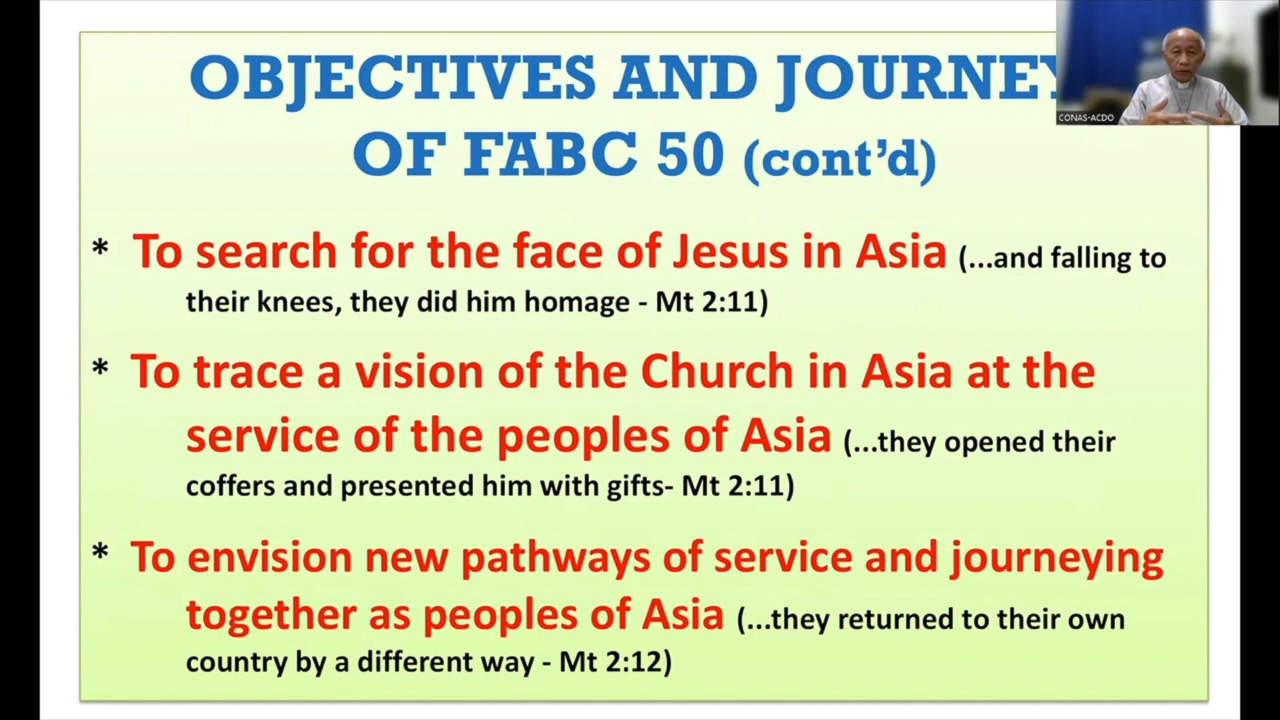 OBJECTIVES AND JOURNEY
OF FABC 50 (cont’d)
CONAS-ACDO
* To search for the face of Jesus in Asia (...and falling to
their knees, they did him homage - Mt 2:11)
* To trace a vision of the Church in Asia at the
service of the peoples of Asia (...they opened their
coffers and presented him with gifts- Mt 2:11)
* To envision new pathways of service and journeying
together as peoples of Asia (...they returned to their own
country by a different way - Mt 2:12)